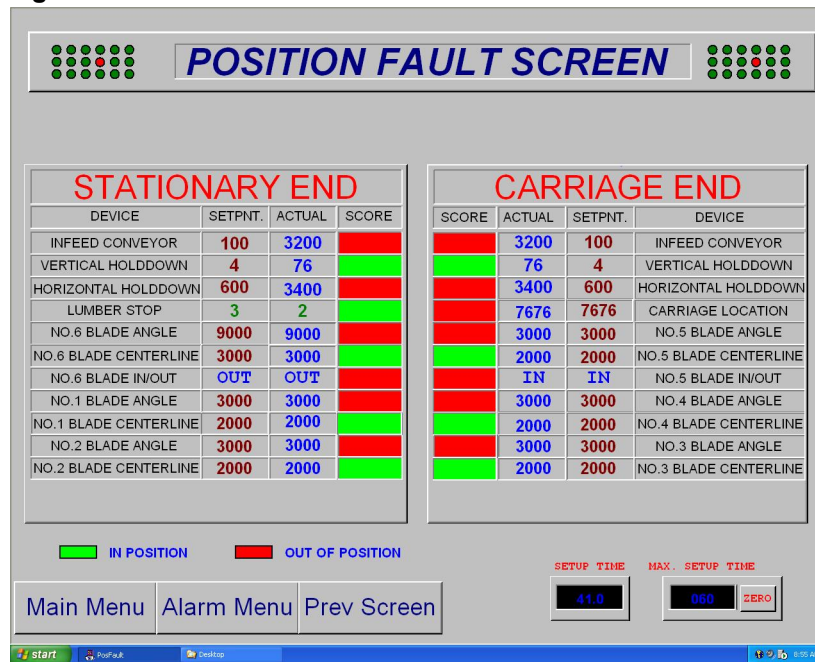 POSITION FAULT SCREEN
STATIONARY END
DEVICE SETPNT. ACTUAL SCORE
INFEED CONVEYOR 100 3200
VERTICAL HOLDDOWN 4 76
HORIZONTAL HOLDDOWN 600 3400
LUMBER STOP 3 2
NO.6 BLADE ANGLE 9000 9000
NO.6 BLADE CENTERLINE 3000 3000
NO.6 BLADE IN/OUT OUT OUT
NO.1 BLADE ANGLE 3000 3000
NO.1 BLADE CENTERLINE 2000 2000
NO.2 BLADE ANGLE 3000 3000
NO.2 BLADE CENTERLINE 2000 2000
CARRIAGE END
SCORE ACTUAL SETPNT. DEVICE
3200 100 INFEED CONVEYOR
76 4 VERTICAL HOLDDOWN
3400 600 HORIZONTAL HOLDDOWN
7676 7676 CARRIAGE LOCATION
3000 3000 NO.5 BLADE ANGLE
2000 2000 NO.5 BLADE CENTERLINE
IN IN NO.5 BLADE IN/OUT
3000 3000 NO.4 BLADE ANGLE
2000 2000 NO.4 BLADE CENTERLINE
3000 3000 NO.3 BLADE ANGLE
2000 2000 NO.3 BLADE CENTERLINE
IN POSITION OUT OF POSITION
SETUP TIME MAX. SETUP TIME
41.0 060 ZERO
Main Menu Alarm Menu Prev Screen
start PosFault Desktop 8:55 A